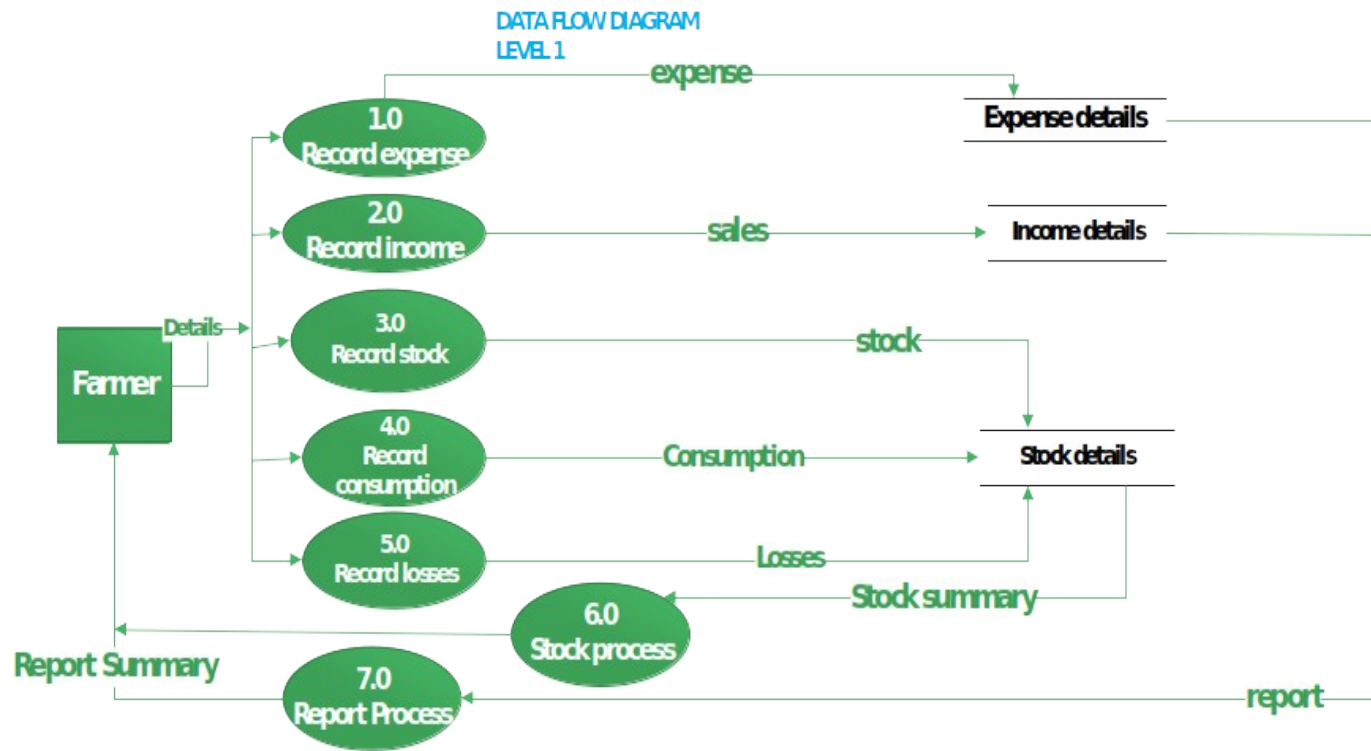 DATA FLOW DIAGRAM
LEVEL 1
expense
1.0
Record expense
Expense details
2.0
Record income
sales
Income details
Details
3.0
Record stock
stock
Farmer
4.0
Record
consumption
Consumption
Stock details
5.0
Record losses
Losses
Stock summary
6.0
Stock process
Report Summary
7.0
Report Process
report